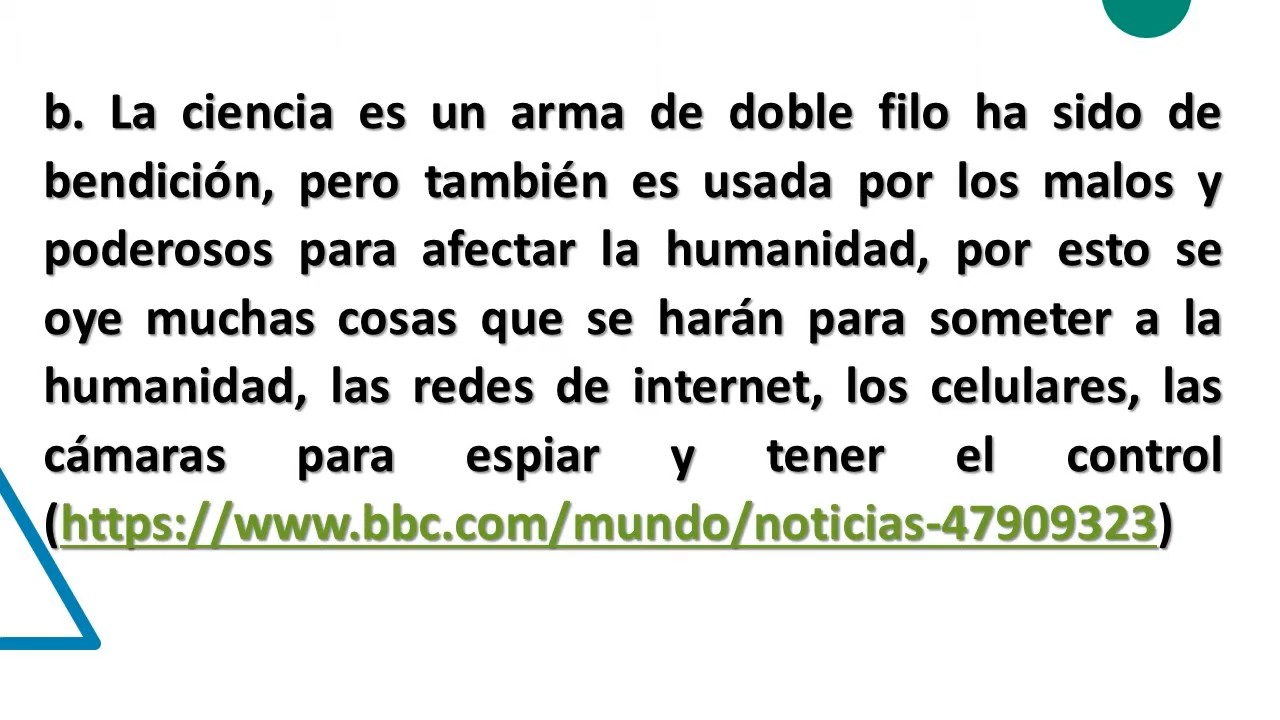 b. La ciencia es un arma de doble filo ha sido de
bendición, pero también es usada por los malos y
poderosos para afectar la humanidad, por esto se
oye muchas cosas que se harán para someter a la
humanidad, las redes de internet, los celulares, las
cámaras para espiar y tener el control
(https://www.bbc.com/mundo/noticias-47909323)